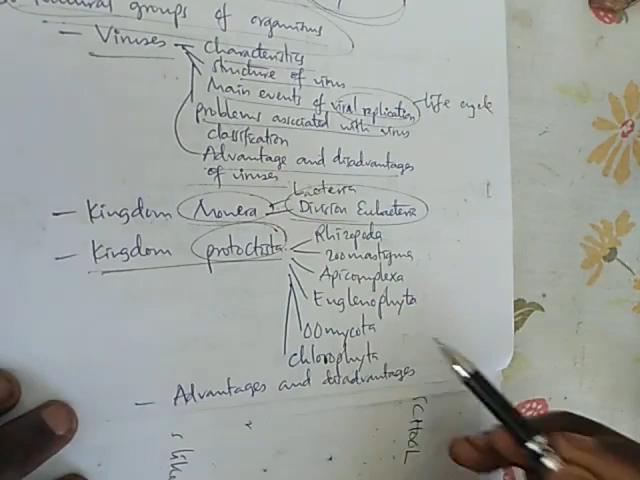 Natural groups of organisms
– Viruses – Characteristics
Structure of virus
Main events of viral replication – life cycle
Problems associated with virus
Classification
Advantage and disadvantages
of viruses
bacteria
– Kingdom Monera – Division Eubacteria
– Kingdom protoctista
Rhizopoda
zoomastigma
Apicomplexa
Euglenophyta
Oomycota
Chlorophyta
– Advantages and disadvantages